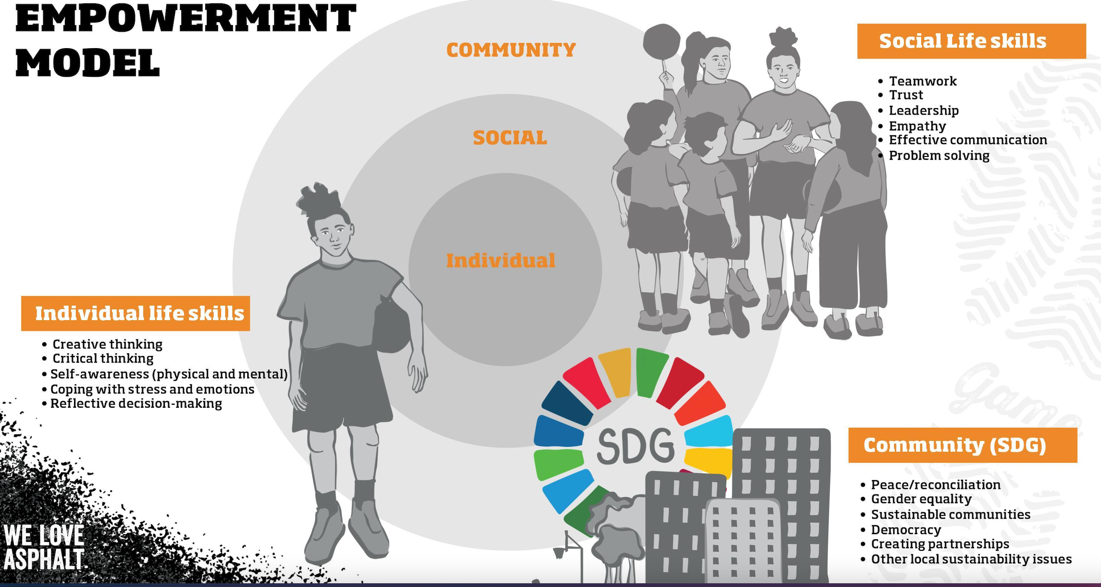 EMPOWERMENT
MODEL
COMMUNITY
SOCIAL
Individual
Social Life skills
• Teamwork
• Trust
• Leadership
• Empathy
• Effective communication
• Problem solving
Individual life skills
• Creative thinking
• Critical thinking
• Self-awareness (physical and mental)
• Coping with stress and emotions
• Reflective decision-making
SDG
Game
Community (SDG)
• Peace/reconciliation
• Gender equality
• Sustainable communities
• Democracy
• Creating partnerships
• Other local sustainability issues
WE LOVE
ASPHALT.